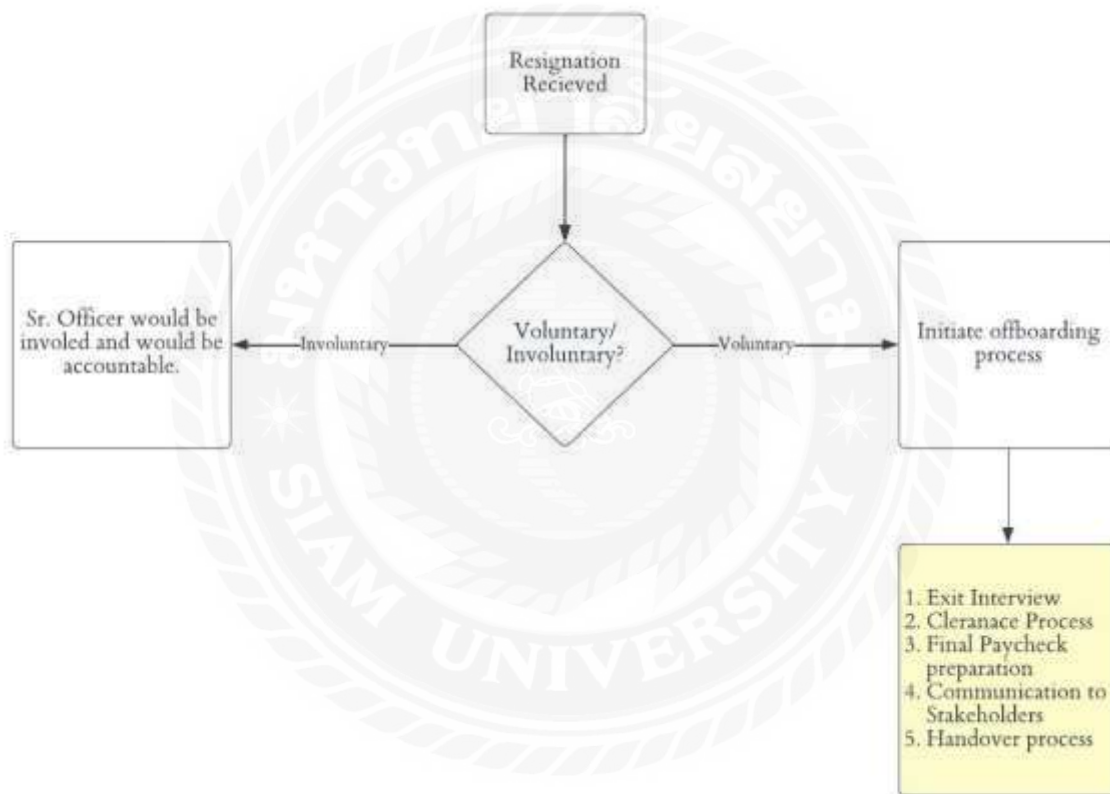 Resignation
Recieved
Sr. Officer would be
involed and would be
accountable.
Involuntary
Voluntary/
Involuntary?
Voluntary
Initiate offboarding
process
1. Exit Interview
2. Cleranace Process
3. Final Paycheck
preparation
4. Communication to
Stakeholders
5. Handover process
SIAM UNIVERSITY